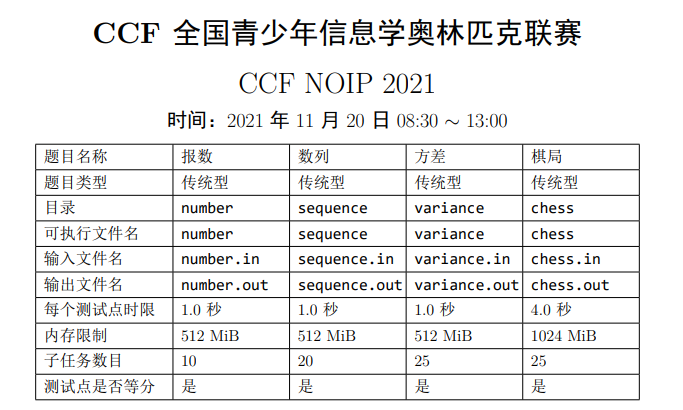 CCF 全国青少年信息学奥林匹克联赛
CCF NOIP 2021
时间：2021 年 11 月 20 日 08:30 ∼ 13:00
题目名称 报数 数列 方差 棋局
题目类型 传统型 传统型 传统型 传统型
目录 number sequence variance chess
可执行文件名 number sequence variance chess
输入文件名 number.in sequence.in variance.in chess.in
输出文件名 number.out sequence.out variance.out chess.out
每个测试点时限 1.0 秒 1.0 秒 1.0 秒 4.0 秒
内存限制 512 MiB 512 MiB 512 MiB 1024 MiB
子任务数目 10 20 25 25
测试点是否等分 是 是 是 是